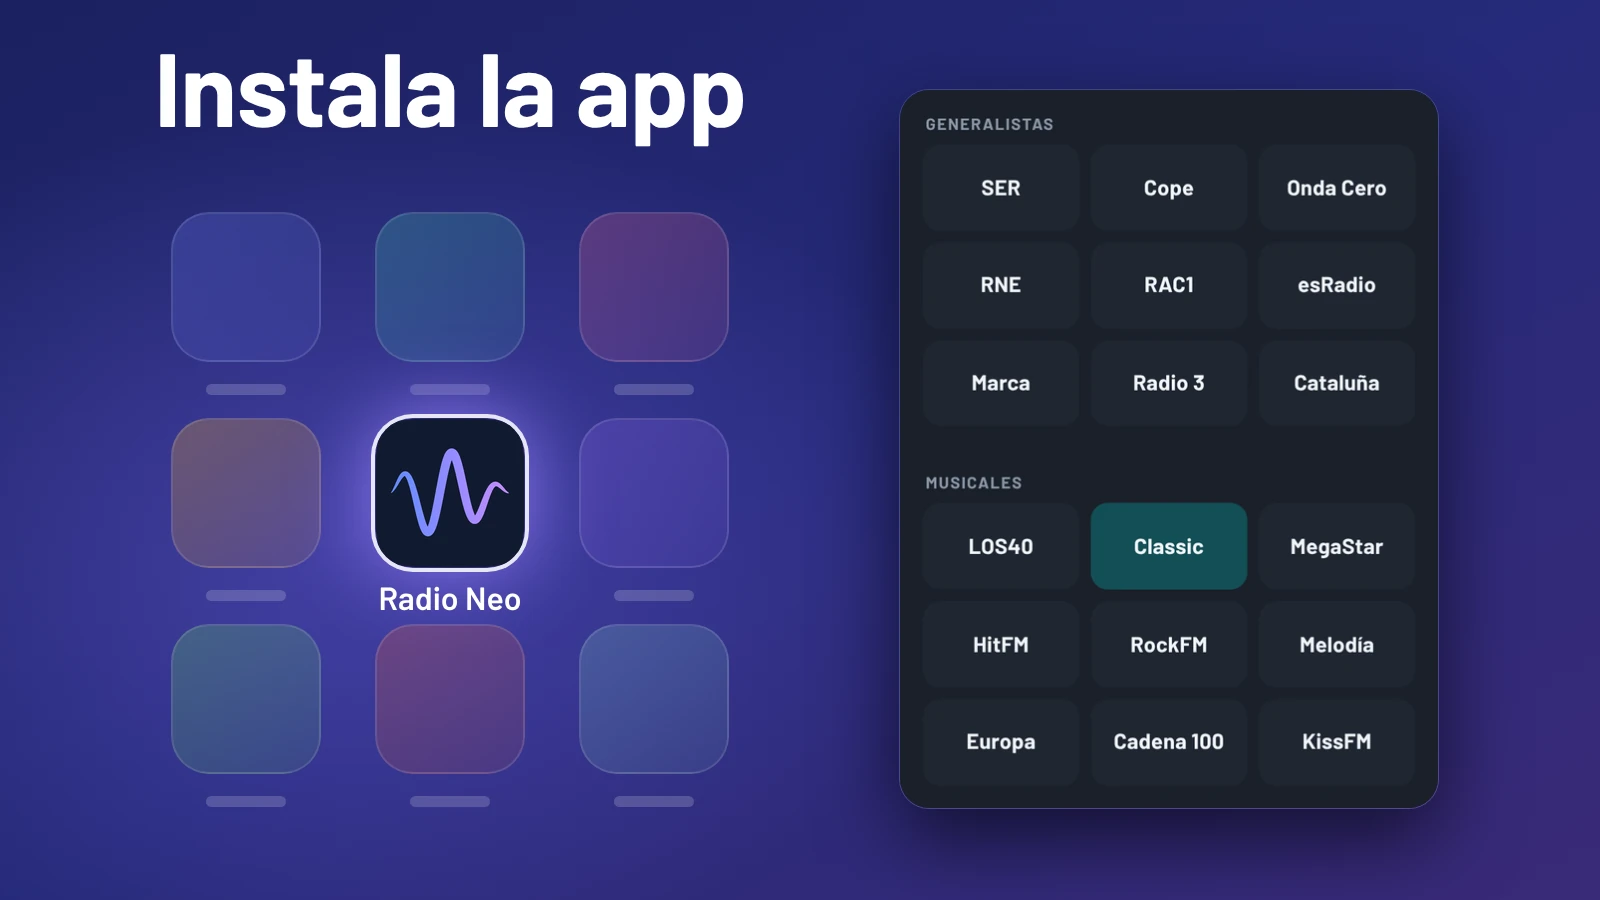 Instala la app
Radio Neo
GENERALISTAS
SER
Cope
Onda Cero
RNE
RAC1
esRadio
Marca
Radio 3
Cataluña
MUSICALES
LOS40
Classic
MegaStar
HitFM
RockFM
Melodía
Europa
Cadena 100
KissFM